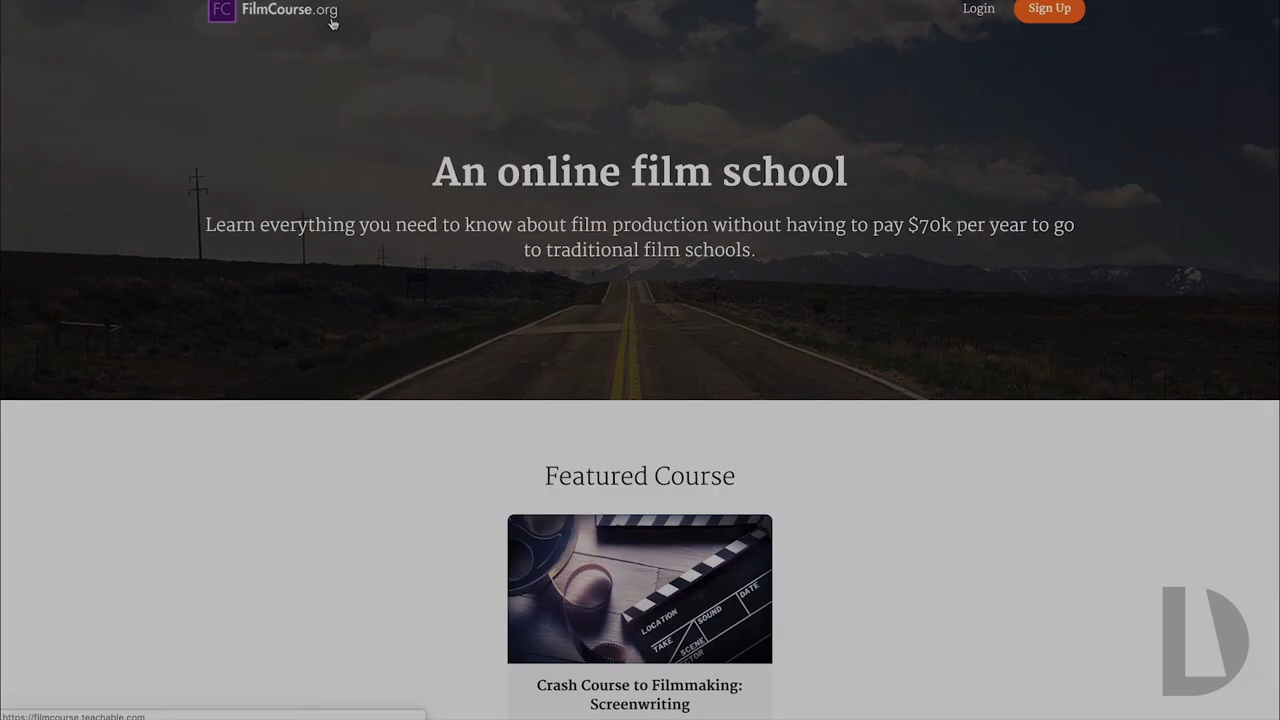 FC FilmCourse.org
Login
Sign Up
An online film school
Learn everything you need to know about film production without having to pay $70k per year to go
to traditional film schools.
Featured Course
LOCATION
SOUND
DATE
TAKE
SCENE
Crash Course to Filmmaking:
Screenwriting
https://filmcourse.teachable.com
D